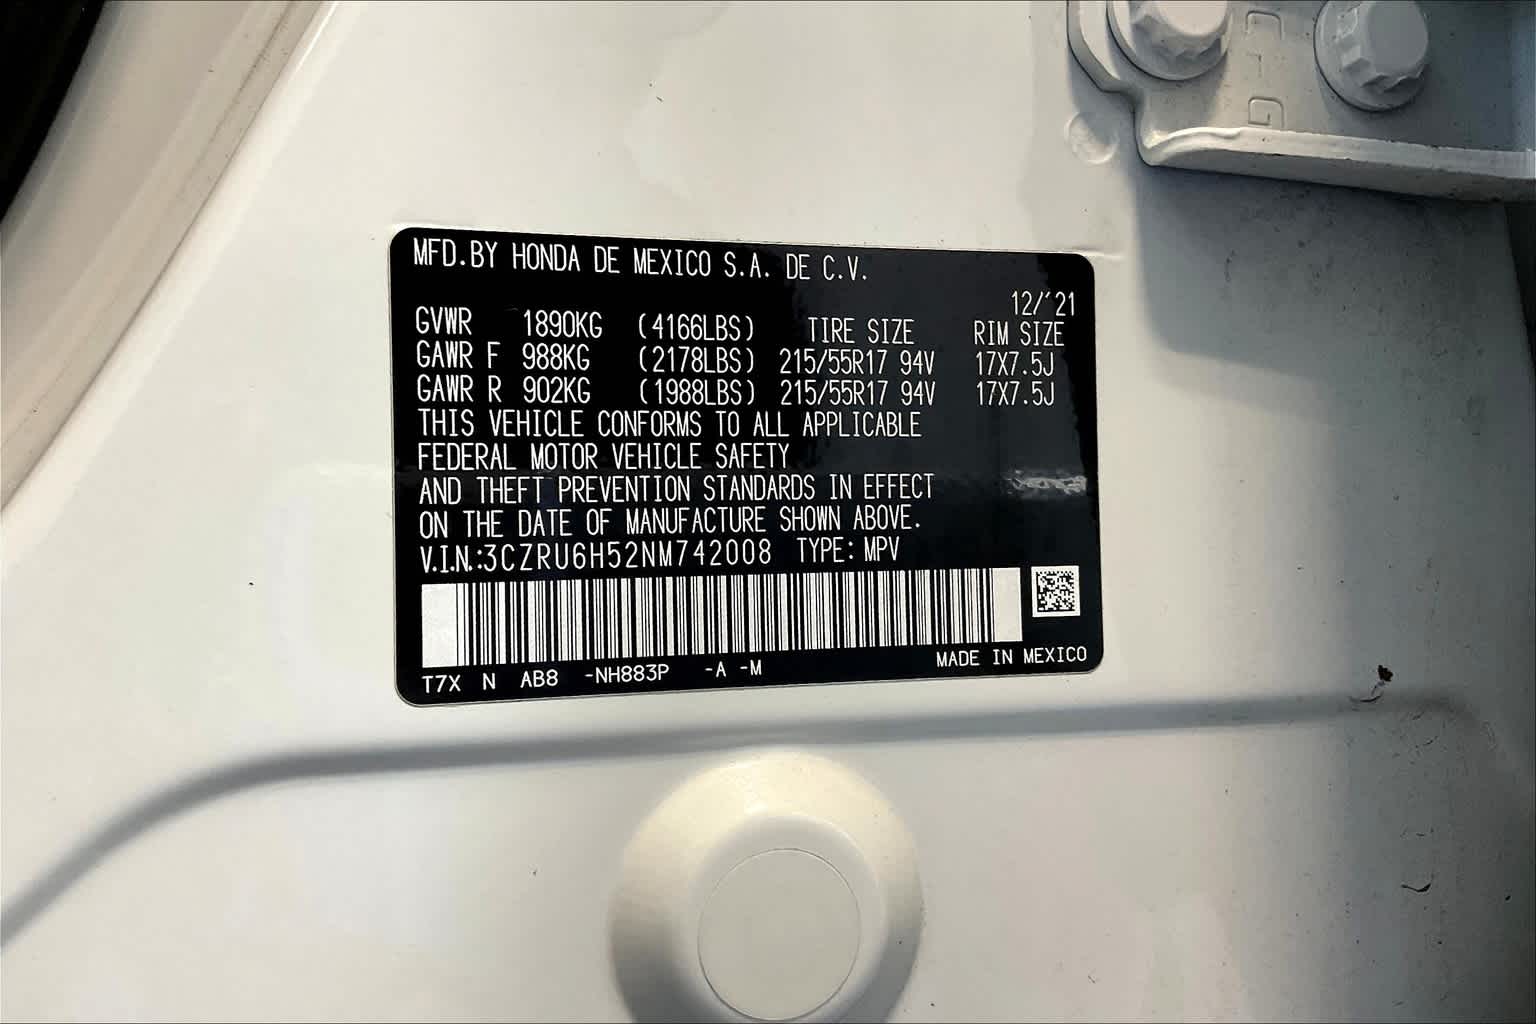 MFD.BY HONDA DE MEXICO S.A. DE C.V.
12/'21
GVWR 1890KG (4166LBS) TIRE SIZE RIM SIZE
GAWR F 988KG (2178LBS) 215/55R17 94V 17X7.5J
GAWR R 902KG (1988LBS) 215/55R17 94V 17X7.5J
THIS VEHICLE CONFORMS TO ALL APPLICABLE
FEDERAL MOTOR VEHICLE SAFETY
AND THEFT PREVENTION STANDARDS IN EFFECT
ON THE DATE OF MANUFACTURE SHOWN ABOVE.
V.I.N.:3CZRU6H52NM742008 TYPE: MPV
T7X N AB8 -NH883P -A -M MADE IN MEXICO